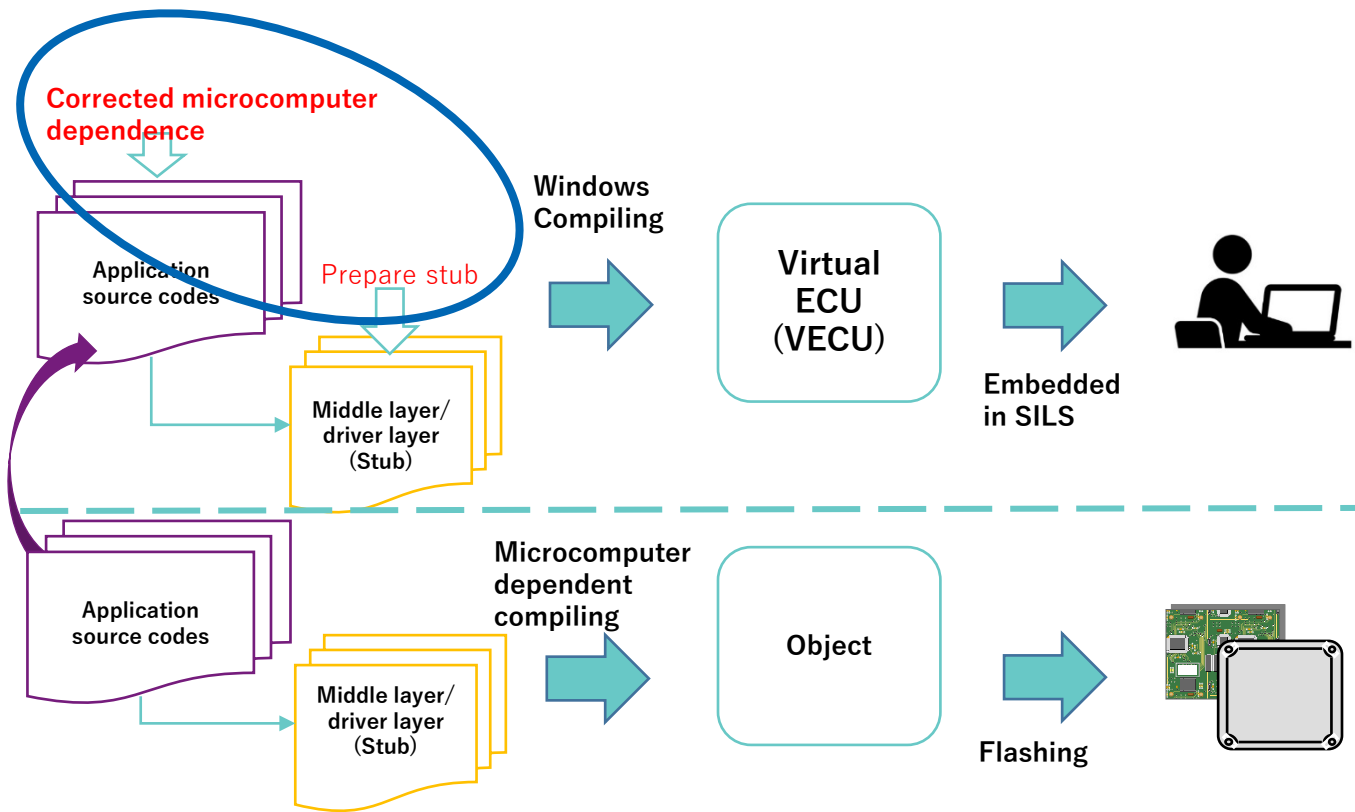 Corrected microcomputer
dependence
Windows
Compiling
Application
source codes
Prepare stub
Virtual
ECU
(VECU)
Middle layer/
driver layer
(Stub)
Embedded
in SILS
Microcomputer
dependent
compiling
Application
source codes
Object
Middle layer/
driver layer
(Stub)
Flashing